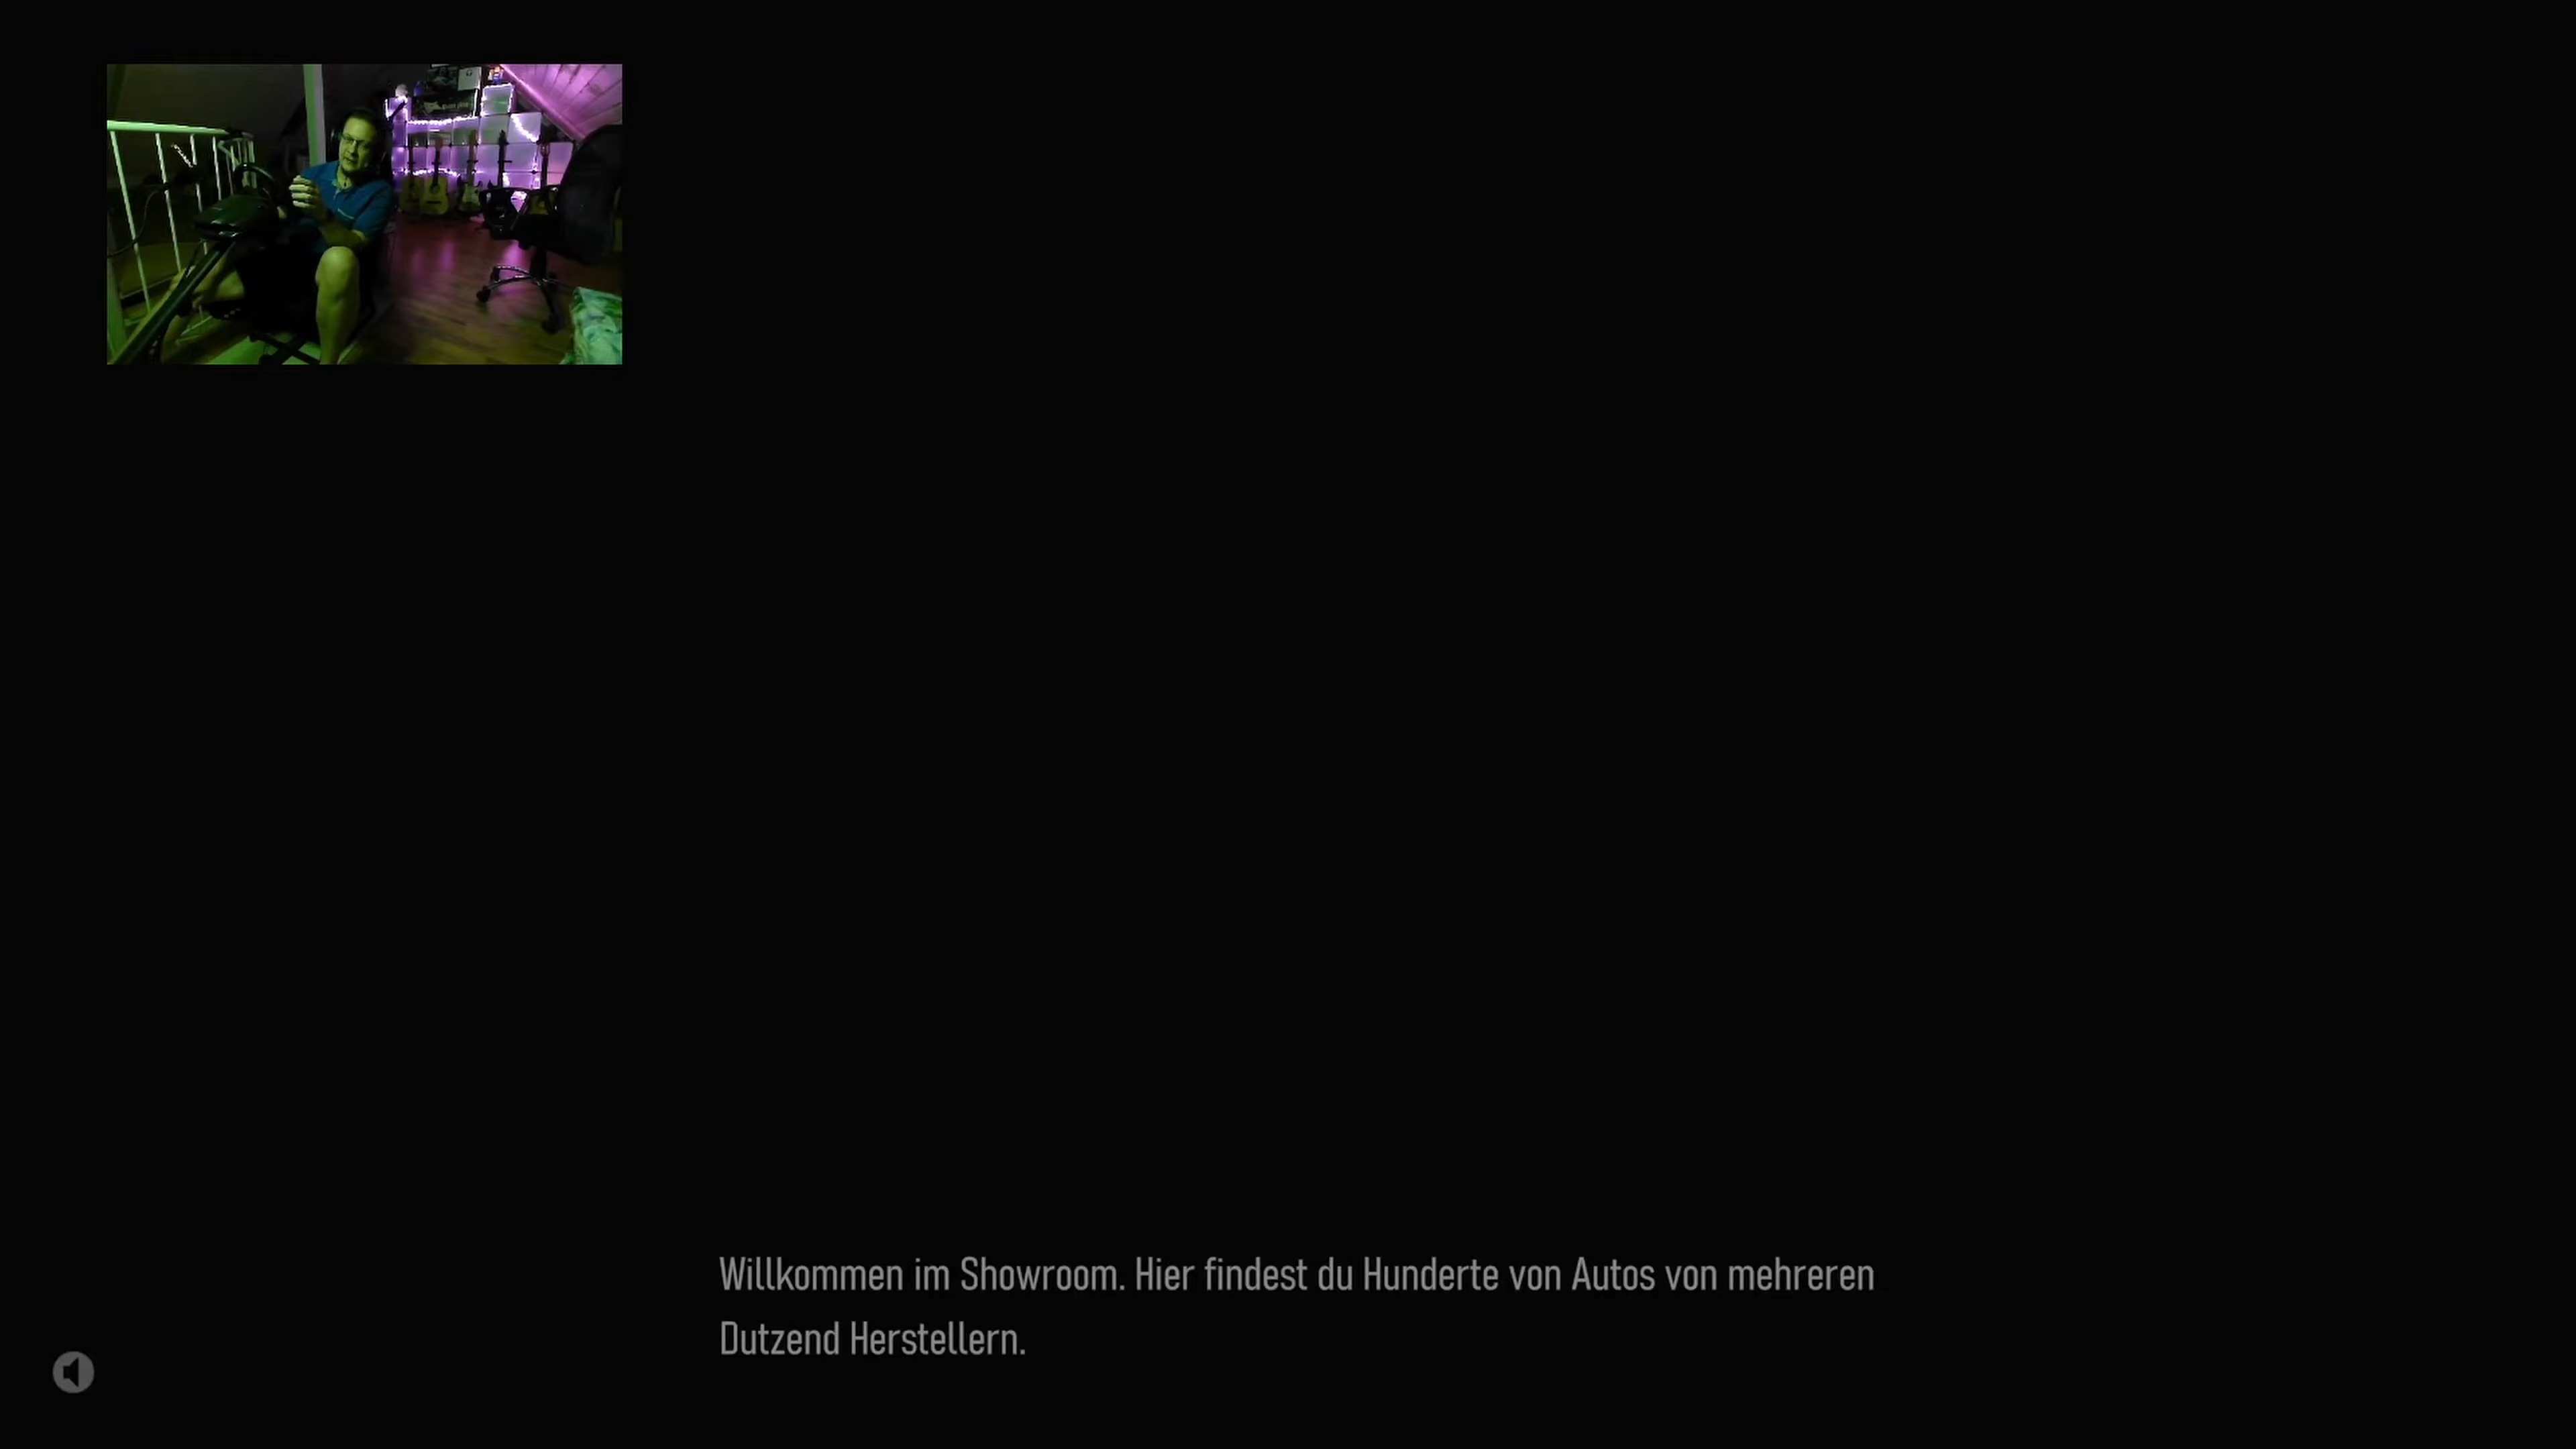 Willkommen im Showroom. Hier findest du Hunderte von Autos von mehreren
Dutzend Herstellern.